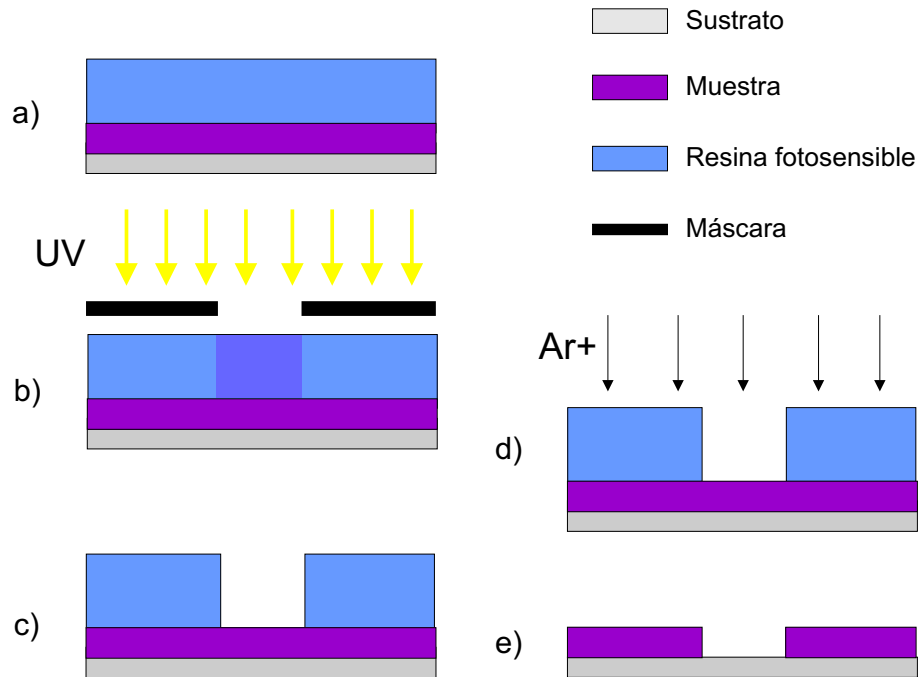 a)
UV
b)
c)
Sustrato
Muestra
Resina fotosensible
Máscara
Ar+
d)
e)